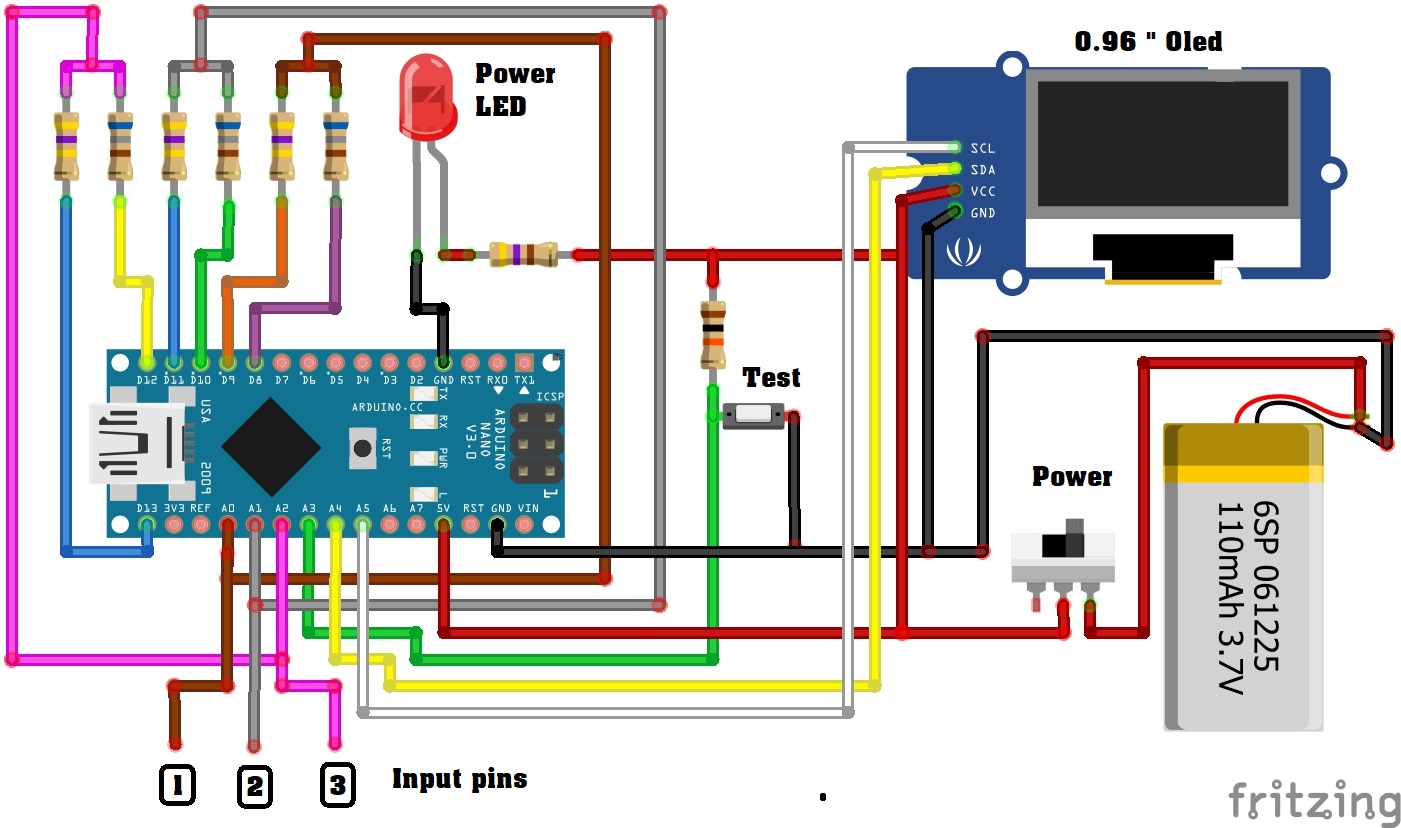 0.96 " Oled
Power
LED
SCL
SDA
VCC
GND
D12
D11
D10
D9
D8
D7
D6
D5
D4
D3
D2
GND
RST
RX0
TX1
Test
TX
RX
PWR
L
ARDUINO.CC
RST
ARDUINO
NANO
V3.0
ICSP
1
USA
2009
D13
3V3
REF
A0
A1
A2
A3
A4
A5
A6
A7
5V
RST
GND
VIN
Power
6SP 061225
110mAh 3.7V
1
2
3
Input pins
fritzing